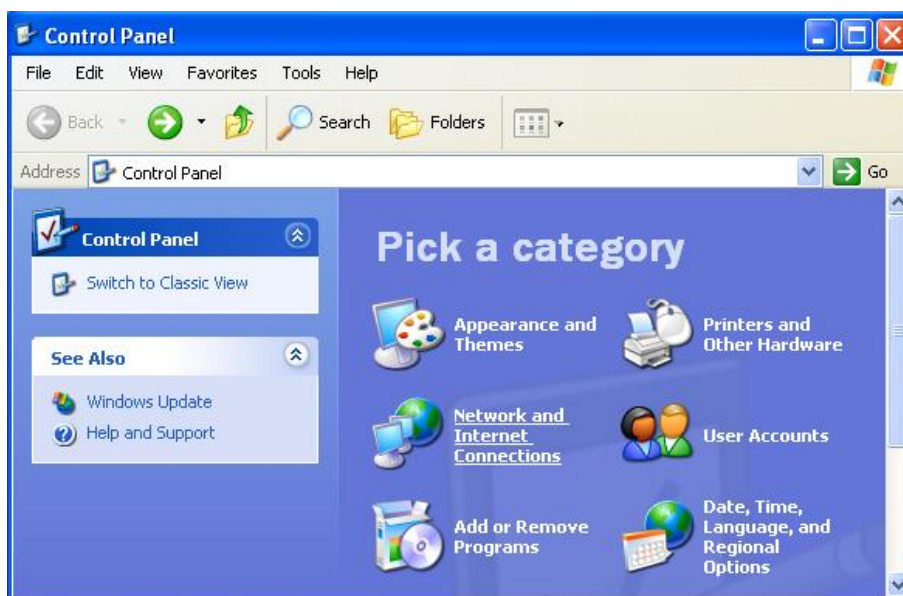 Control Panel
File Edit View Favorites Tools Help
Back Search Folders
Address Control Panel Go
Control Panel
Switch to Classic View
See Also
Windows Update
Help and Support
Pick a category
Appearance and
Themes
Printers and
Other Hardware
Network and
Internet
Connections
User Accounts
Add or Remove
Programs
Date, Time,
Language, and
Regional
Options